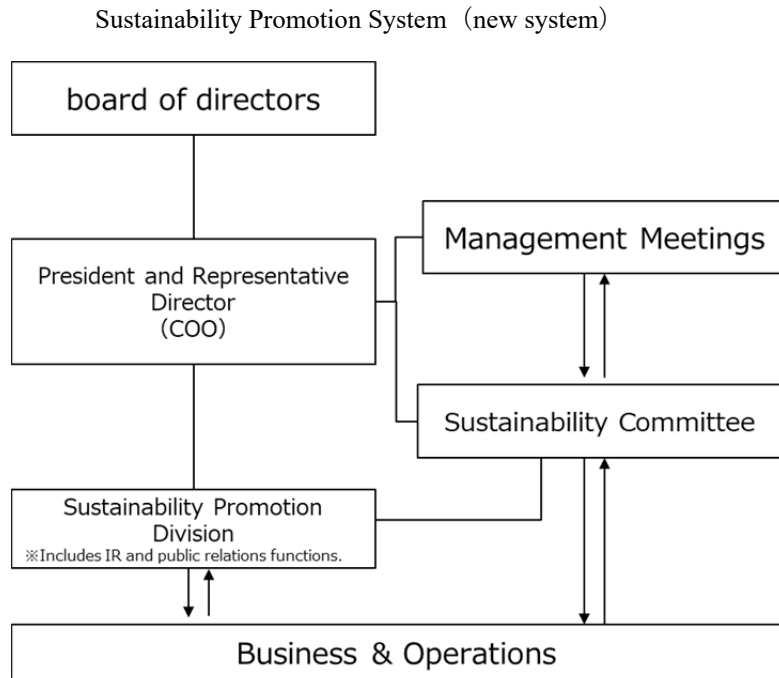 Sustainability Promotion System（new system）
board of directors
Management Meetings
President and Representative
Director
（COO）
Sustainability Committee
Sustainability Promotion
Division
※Includes IR and public relations functions.
Business & Operations